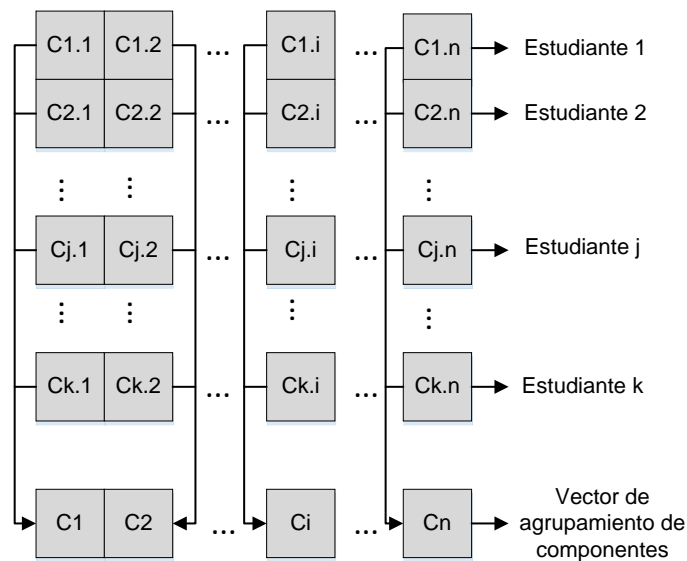 C1.1 C1.2 ... C1.i ... C1.n Estudiante 1
C2.1 C2.2 ... C2.i ... C2.n Estudiante 2
Cj.1 Cj.2 ... Cj.i ... Cj.n Estudiante j
Ck.1 Ck.2 ... Ck.i ... Ck.n Estudiante k
C1 C2 ... Ci ... Cn Vector de
agrupamiento de
componentes